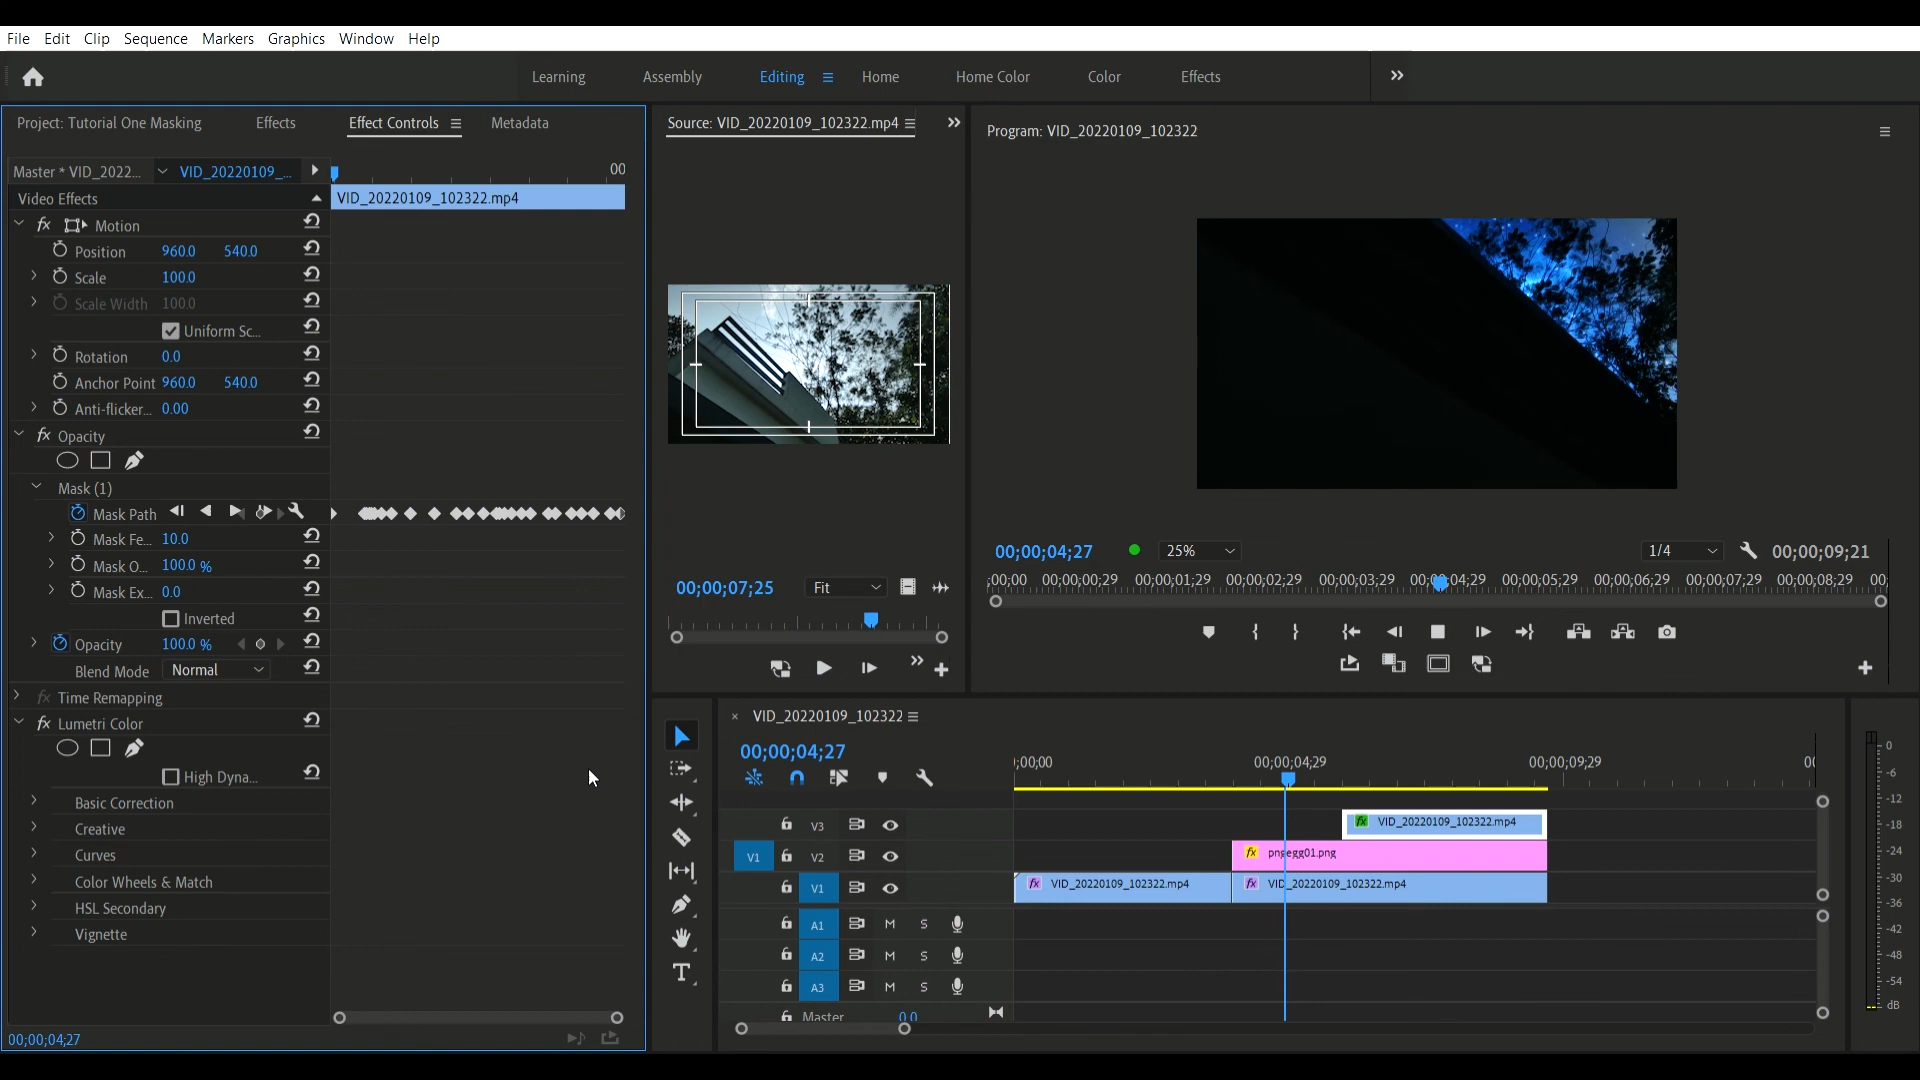 File Edit Clip Sequence Markers Graphics Window Help
Learning Assembly Editing Home Home Color Color Effects
Project: Tutorial One Masking Effects Effect Controls Metadata
Master * VID_2022... VID_20220109_... 00
Video Effects VID_20220109_102322.mp4
fx Motion
Position 960.0 540.0
Scale 100.0
Scale Width 100.0
Uniform Sc...
Rotation 0.0
Anchor Point 960.0 540.0
Anti-flicker... 0.00
fx Opacity
Mask (1)
Mask Path
Mask Fe... 10.0
Mask O... 100.0 %
Mask Ex... 0.0
Inverted
Opacity 100.0 %
Blend Mode Normal
fx Time Remapping
fx Lumetri Color
High Dyna...
Basic Correction
Creative
Curves
Color Wheels & Match
HSL Secondary
Vignette
00;00;04;27
Source: VID_20220109_102322.mp4
00;00;07;25 Fit
Program: VID_20220109_102322
00;00;04;27 25% 1/4 00;00;09;21
;00;00 00;00;00;29 00;00;01;29 00;00;02;29 00;00;03;29 00;00;04;29 00;00;05;29 00;00;06;29 00;00;07;29 00;00;08;29 00;
× VID_20220109_102322
00;00;04;27
;00;00 00;00;04;29 00;00;09;29 00
V3 fx VID_20220109_102322.mp4
V1 V2 fx pngegg01.png
V1 fx VID_20220109_102322.mp4 fx VID_20220109_102322.mp4
A1 M S
A2 M S
A3 M S
Master 0.0
0
-6
-12
-18
-24
-30
-36
-42
-48
-54
dB